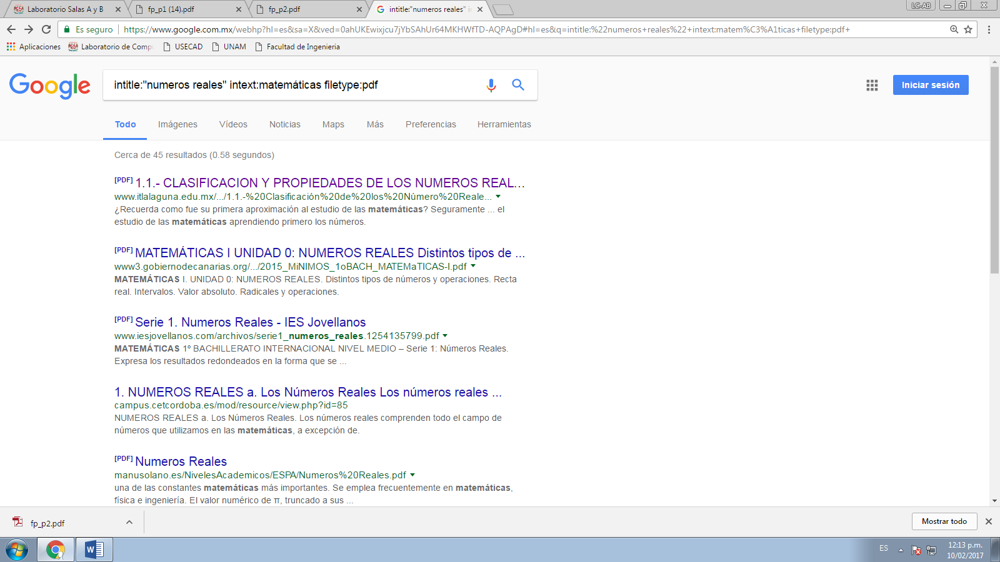 Laboratorio Salas A y B
fp_p1 (14).pdf
fp_p2.pdf
intitle:"numeros reales" i
LC-AB
Es seguro
https://www.google.com.mx/webhp?hl=es&sa=X&ved=0ahUKEwixjcu7jYbSAhUr64MKHWfTD-AQPAgD#hl=es&q=intitle:%22numeros+reales%22+intext:matem%C3%A1ticas+filetype:pdf+
Aplicaciones
Laboratorio de Compu
USECAD
UNAM
Facultad de Ingenieria
Google
intitle:"numeros reales" intext:matemáticas filetype:pdf
Iniciar sesión
Todo
Imágenes
Vídeos
Noticias
Maps
Más
Preferencias
Herramientas
Cerca de 45 resultados (0.58 segundos)
[PDF] 1.1.- CLASIFICACION Y PROPIEDADES DE LOS NUMEROS REAL...
www.itlalaguna.edu.mx/.../1.1.-%20Clasificación%20de%20los%20Número%20Reale...
¿Recuerda como fue su primera aproximación al estudio de las matemáticas? Seguramente ... el
estudio de las matemáticas aprendiendo primero los números.
[PDF] MATEMÁTICAS I UNIDAD 0: NUMEROS REALES Distintos tipos de ...
www3.gobiernodecanarias.org/.../2015_MiNIMOS_1oBACH_MATEMaTICAS-I.pdf
MATEMÁTICAS I. UNIDAD 0: NUMEROS REALES. Distintos tipos de números y operaciones. Recta
real. Intervalos. Valor absoluto. Radicales y operaciones.
[PDF] Serie 1. Numeros Reales - IES Jovellanos
www.iesjovellanos.com/archivos/serie1_numeros_reales.1254135799.pdf
MATEMÁTICAS 1º BACHILLERATO INTERNACIONAL NIVEL MEDIO – Serie 1: Números Reales.
Expresa los resultados redondeados en la forma que se ...
1. NUMEROS REALES a. Los Números Reales Los números reales ...
campus.cetcordoba.es/mod/resource/view.php?id=85
NUMEROS REALES a. Los Números Reales. Los números reales comprenden todo el campo de
números que utilizamos en las matemáticas, a excepción de.
[PDF] Numeros Reales
manusolano.es/NivelesAcademicos/ESPA/Numeros%20Reales.pdf
una de las constantes matemáticas más importantes. Se emplea frecuentemente en matemáticas,
física e ingeniería. El valor numérico de π, truncado a sus ...
fp_p2.pdf
Mostrar todo
ES
12:13 p.m.
10/02/2017